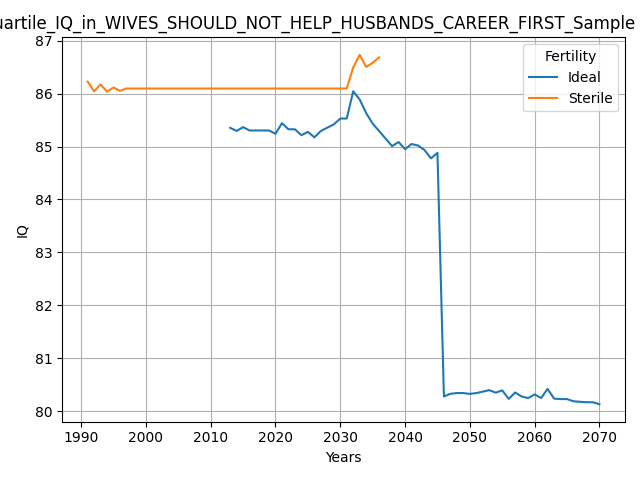 uartile_IQ_in_WIVES_SHOULD_NOT_HELP_HUSBANDS_CAREER_FIRST_Sample
87
86
85
84
83
82
81
80
IQ
Fertility
Ideal
Sterile
1990 2000 2010 2020 2030 2040 2050 2060 2070
Years